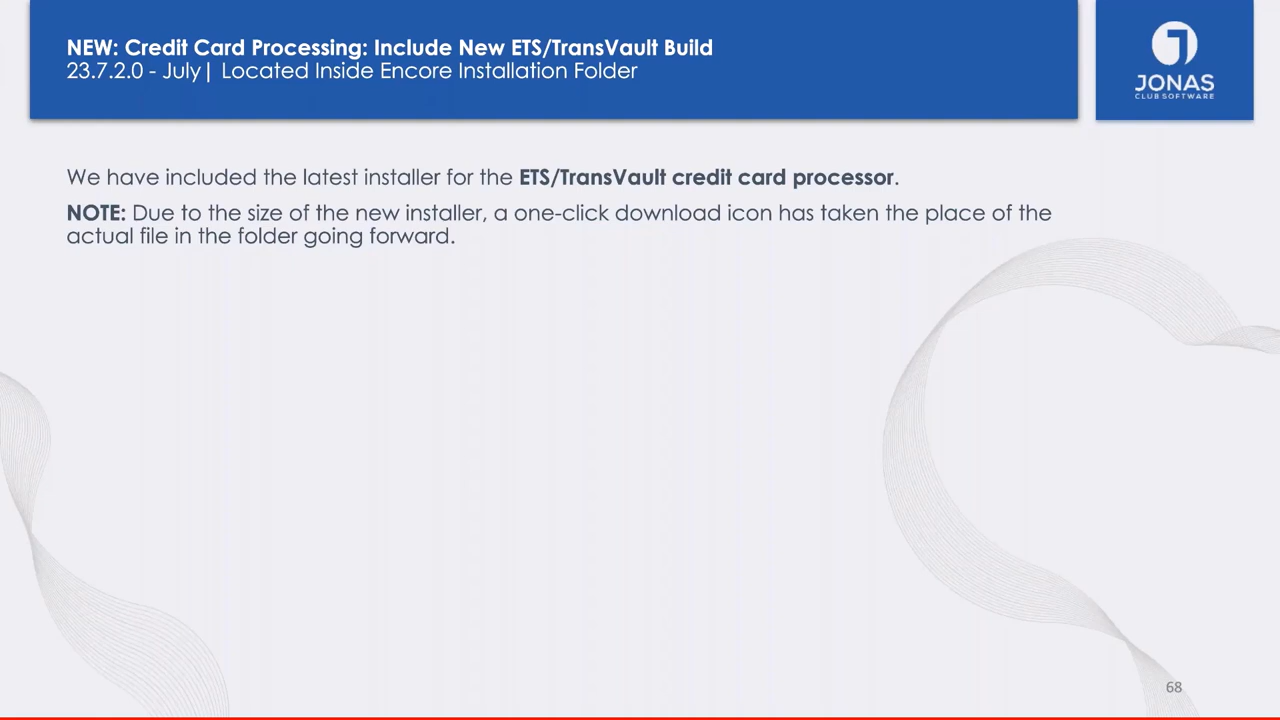 NEW: Credit Card Processing: Include New ETS/TransVault Build
23.7.2.0 - July| Located Inside Encore Installation Folder
JONAS
CLUB SOFTWARE
We have included the latest installer for the ETS/TransVault credit card processor.
NOTE: Due to the size of the new installer, a one-click download icon has taken the place of the
actual file in the folder going forward.
68